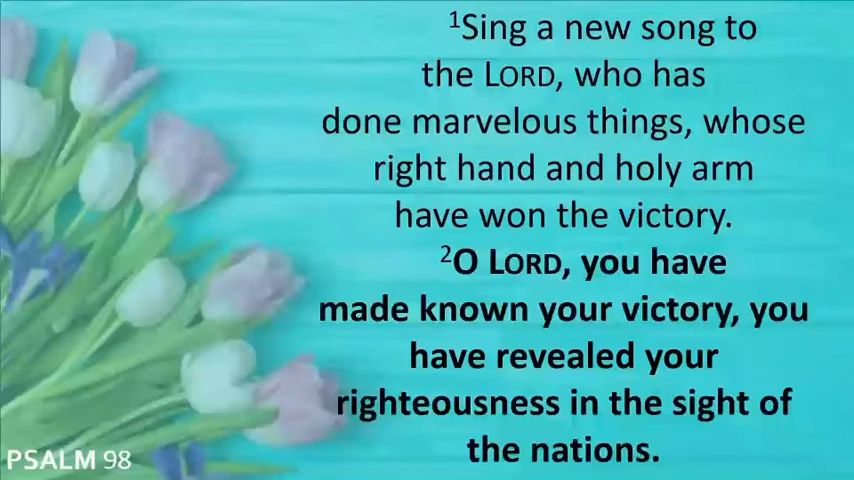 ¹Sing a new song to
the LORD, who has
done marvelous things, whose
right hand and holy arm
have won the victory.
²O LORD, you have
made known your victory, you
have revealed your
righteousness in the sight of
the nations.
PSALM 98